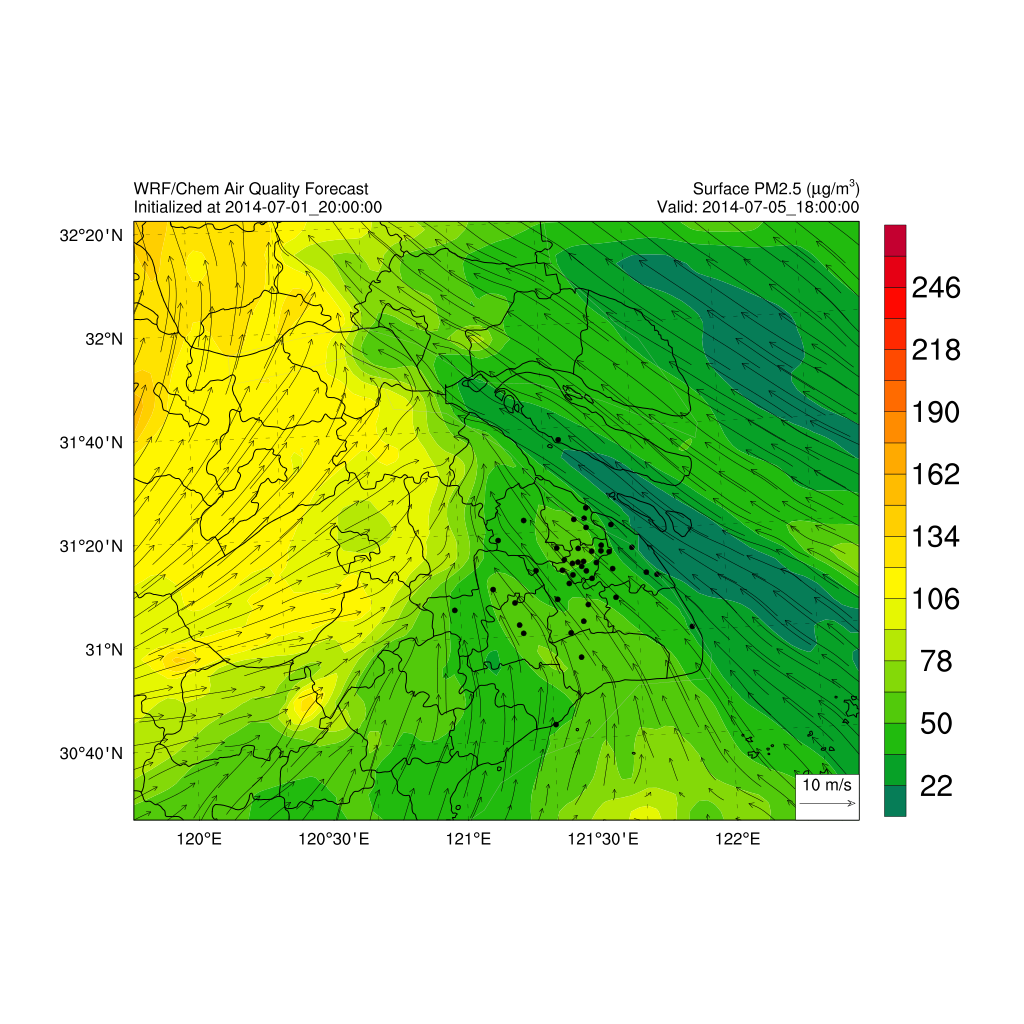 WRF/Chem Air Quality Forecast
Initialized at 2014-07-01_20:00:00
Surface PM2.5 (μg/m³)
Valid: 2014-07-05_18:00:00
32°20'N
32°N
31°40'N
31°20'N
31°N
30°40'N
120°E
120°30'E
121°E
121°30'E
122°E
10 m/s
246
218
190
162
134
106
78
50
22